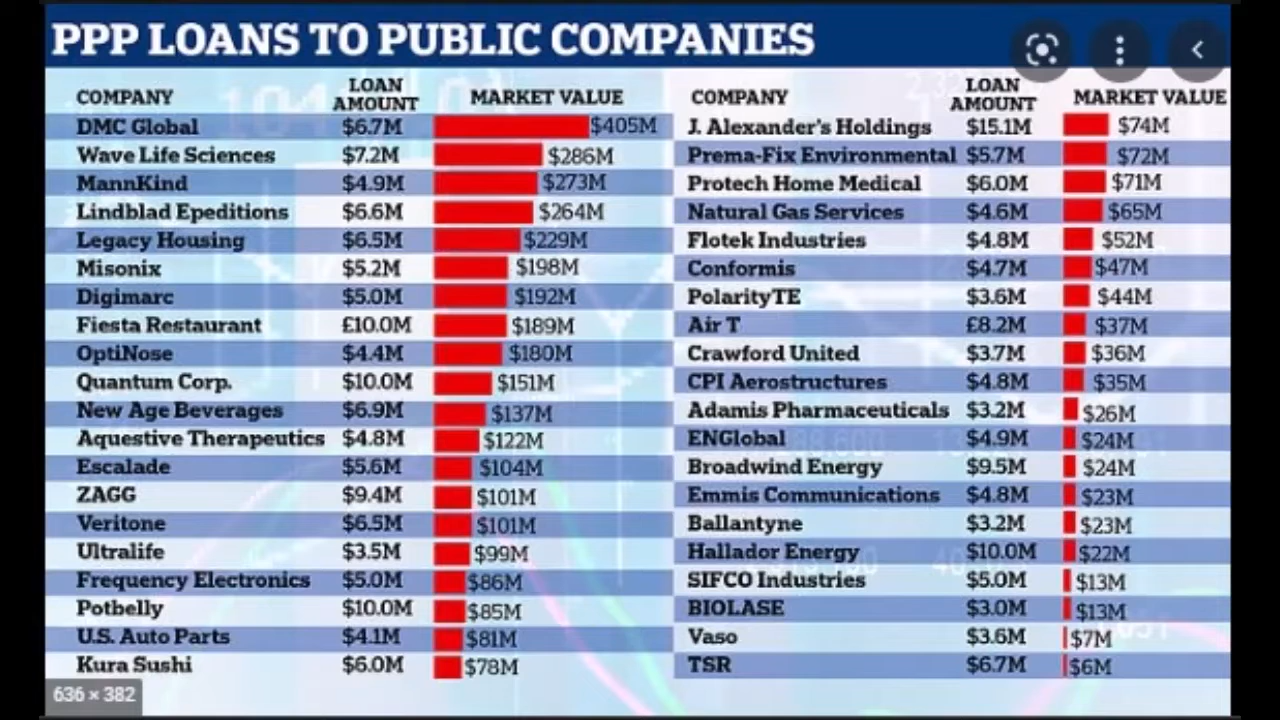 PPP LOANS TO PUBLIC COMPANIES
COMPANY LOAN AMOUNT MARKET VALUE
DMC Global $6.7M $405M
Wave Life Sciences $7.2M $286M
MannKind $4.9M $273M
Lindblad Epeditions $6.6M $264M
Legacy Housing $6.5M $229M
Misonix $5.2M $198M
Digimarc $5.0M $192M
Fiesta Restaurant £10.0M $189M
OptiNose $4.4M $180M
Quantum Corp. $10.0M $151M
New Age Beverages $6.9M $137M
Aquestive Therapeutics $4.8M $122M
Escalade $5.6M $104M
ZAGG $9.4M $101M
Veritone $6.5M $101M
Ultralife $3.5M $99M
Frequency Electronics $5.0M $86M
Potbelly $10.0M $85M
U.S. Auto Parts $4.1M $81M
Kura Sushi $6.0M $78M
COMPANY LOAN AMOUNT MARKET VALUE
J. Alexander's Holdings $15.1M $74M
Prema-Fix Environmental $5.7M $72M
Protech Home Medical $6.0M $71M
Natural Gas Services $4.6M $65M
Flotek Industries $4.8M $52M
Conformis $4.7M $47M
PolarityTE $3.6M $44M
Air T £8.2M $37M
Crawford United $3.7M $36M
CPI Aerostructures $4.8M $35M
Adamis Pharmaceuticals $3.2M $26M
ENGlobal $4.9M $24M
Broadwind Energy $9.5M $24M
Emmis Communications $4.8M $23M
Ballantyne $3.2M $23M
Hallador Energy $10.0M $22M
SIFCO Industries $5.0M $13M
BIOLASE $3.0M $13M
Vaso $3.6M $7M
TSR $6.7M $6M
636 × 382